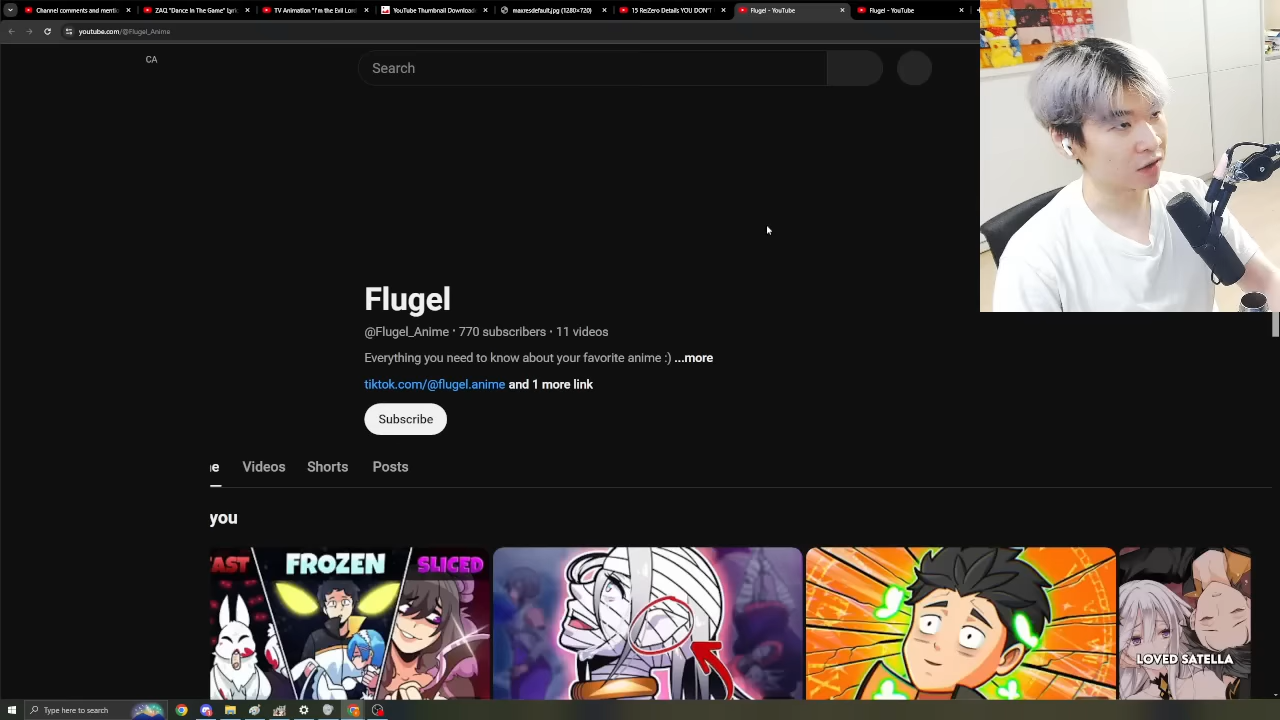 Channel comments and menti
ZAQ "Dance In The Game" Lyri
TV Animation "I'm the Evil Lord
YouTube Thumbnail Download
maxresdefault.jpg (1280×720)
15 Re:Zero Details YOU DON'T
Flugel - YouTube
Flugel - YouTube
youtube.com/@Flugel_Anime
CA
Search
Flugel
@Flugel_Anime · 770 subscribers · 11 videos
Everything you need to know about your favorite anime :) ...more
tiktok.com/@flugel.anime and 1 more link
Subscribe
Videos Shorts Posts
you
AST FROZEN SLICED
LOVED SATELLA
Type here to search